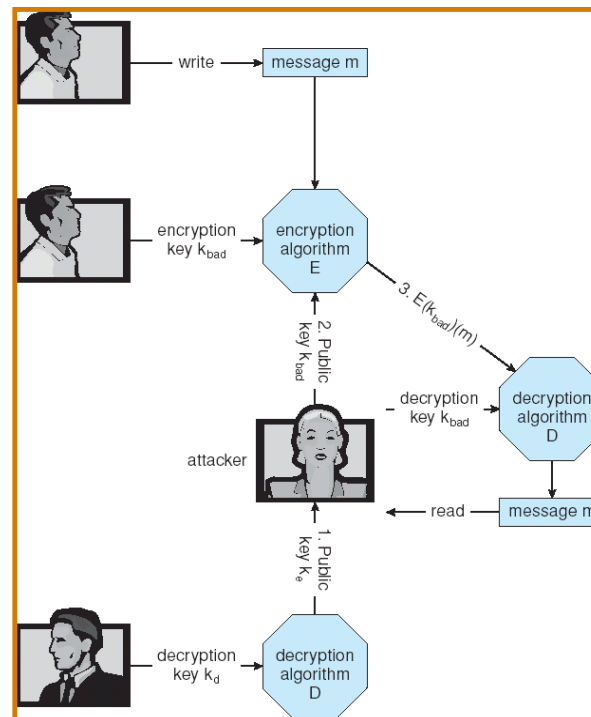 write
message m
encryption
key k_bad
encryption
algorithm
E
3. E(k_bad)(m)
2. Public
key k_bad
decryption
key k_bad
decryption
algorithm
D
attacker
read
message m
1. Public
key k_e
decryption
key k_d
decryption
algorithm
D